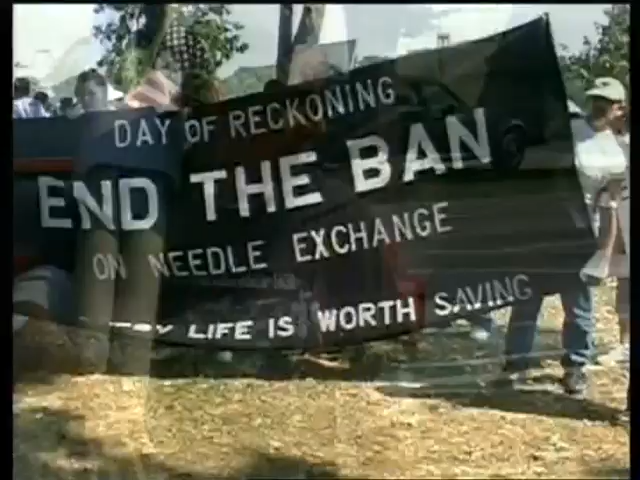 DAY OF RECKONING
END THE BAN
ON NEEDLE EXCHANGE
LIFE IS WORTH SAVING